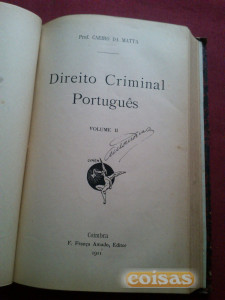 Prof. CAEIRO DA MATTA
Direito Criminal
Português
VOLUME II
COIMBRA
F. França Amado, Editor
1911
coisas